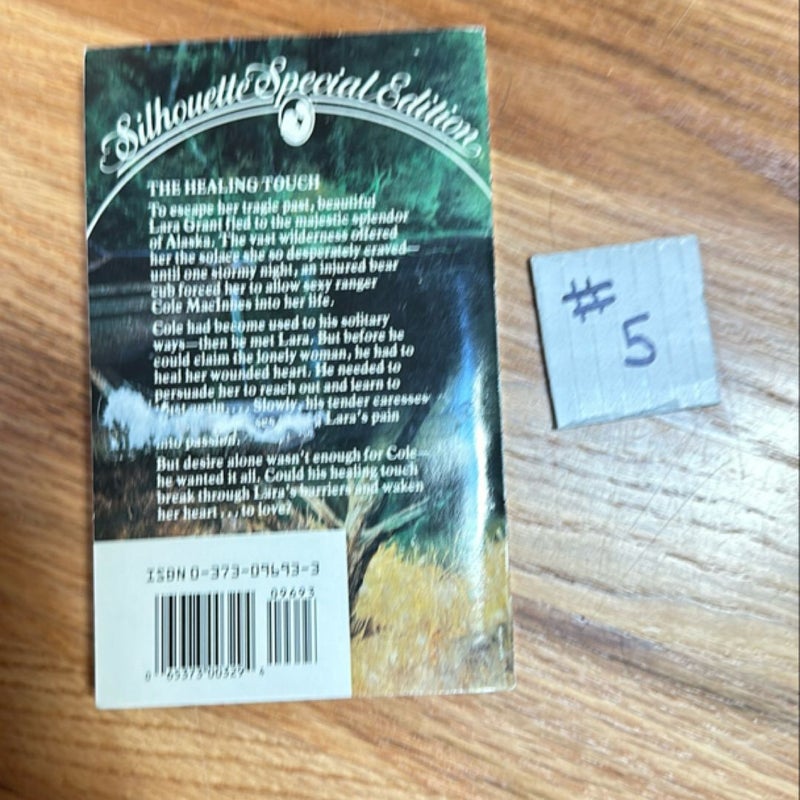 Silhouette Special Edition
THE HEALING TOUCH
To escape her tragic past, beautiful
Lara Grant fled to the majestic splendor
of Alaska. The vast wilderness offered
her the solace she so desperately craved—
until one stormy night, an injured bear
cub forced her to allow sexy ranger
Cole MacInnes into her life.
Cole had become used to his solitary
ways—then he met Lara. But before he
could claim the lonely woman, he had to
heal her wounded heart. He needed to
persuade her to reach out and learn to
trust again. . . . Slowly, his tender caresses
Lara's pain
into passion.
But desire alone wasn't enough for Cole—
he wanted it all. Could his healing touch
break through Lara's barriers and waken
her heart . . . to love?
ISBN 0-373-09693-3
09693
0 65373 00329 6
#
5